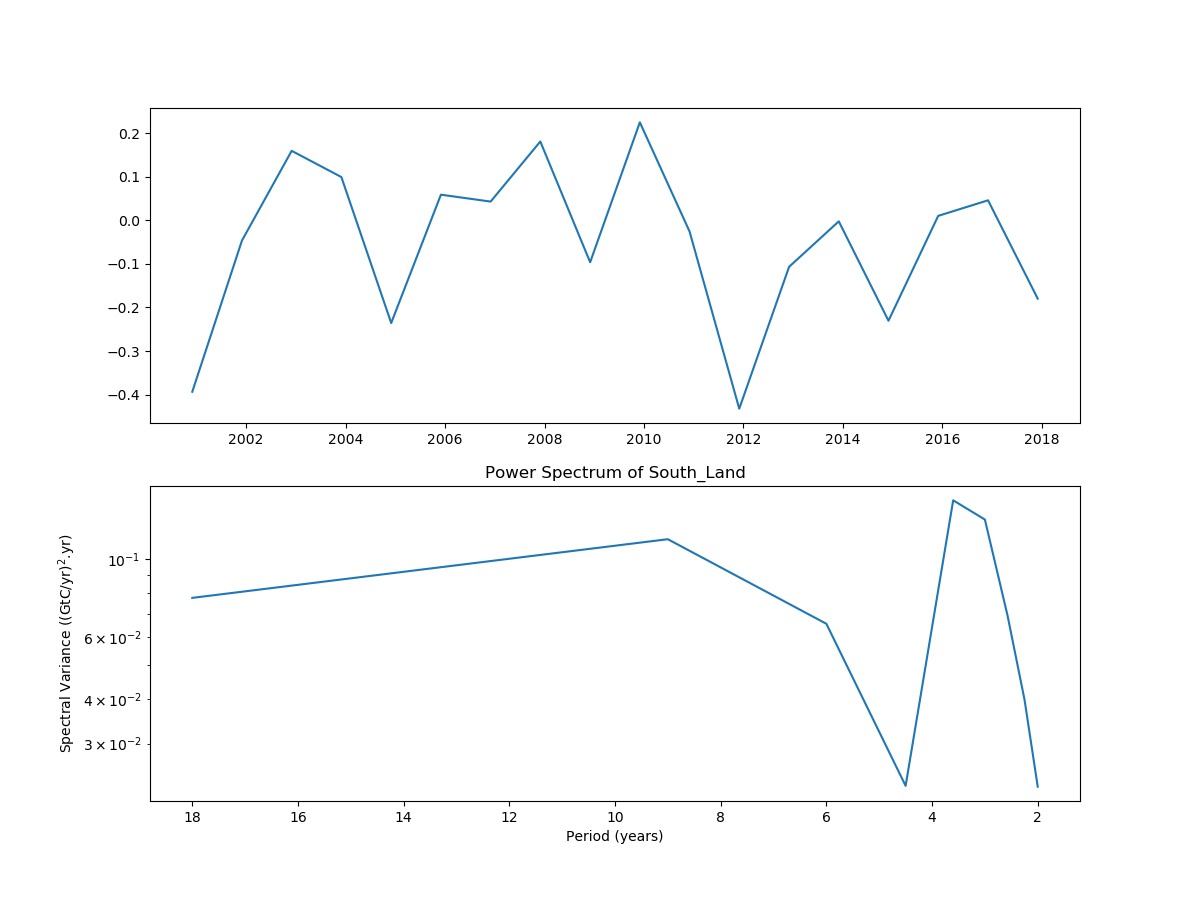 0.2
0.1
0.0
−0.1
−0.2
−0.3
−0.4
2002 2004 2006 2008 2010 2012 2014 2016 2018
Power Spectrum of South_Land
Spectral Variance ((GtC/yr)².yr)
10⁻¹
6 × 10⁻²
4 × 10⁻²
3 × 10⁻²
18 16 14 12 10 8 6 4 2
Period (years)